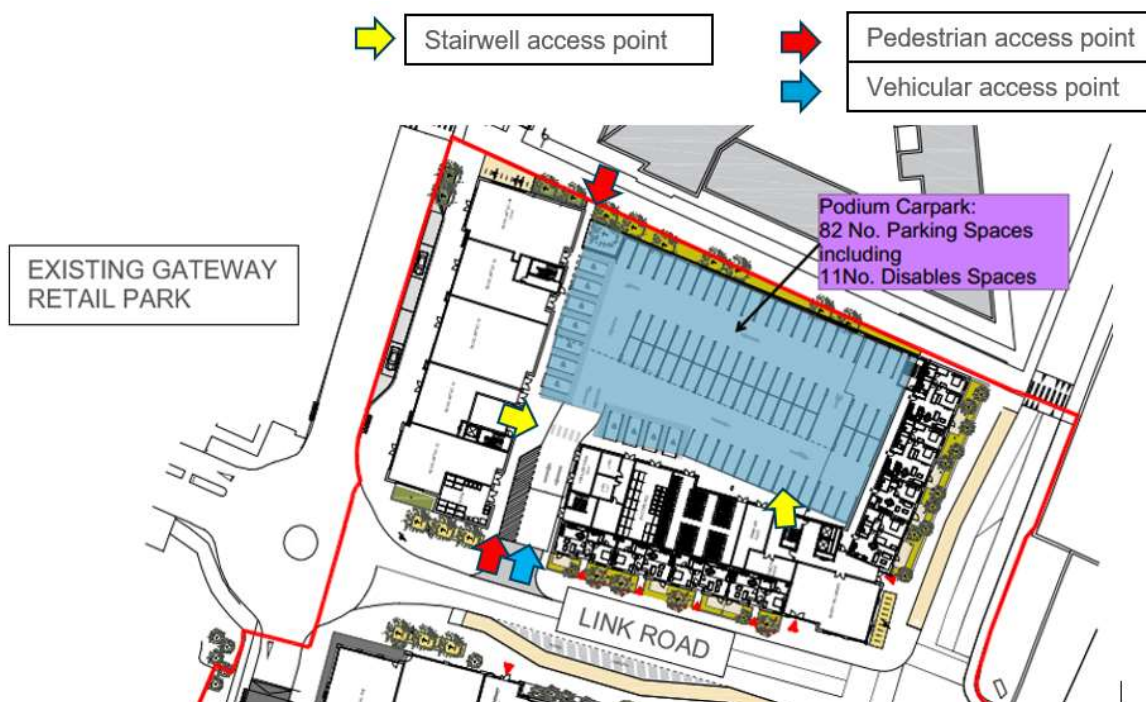 Stairwell access point
Pedestrian access point
Vehicular access point
Podium Carpark:
82 No. Parking Spaces
including
11No. Disables Spaces
EXISTING GATEWAY
RETAIL PARK
LINK ROAD